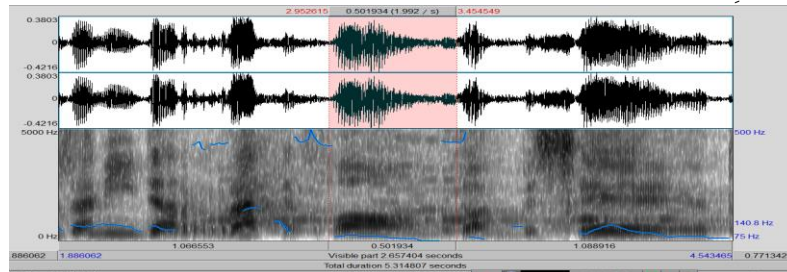 2.952615 0.501934 (1.992 / s) 3.454549
0.3803
0
-0.4216
0.3803
0
-0.4216
5000 Hz 500 Hz
140.8 Hz
0 Hz 75 Hz
1.066553 0.501934 1.088916
886062 1.886062 Visible part 2.657404 seconds 4.543465 0.771342
Total duration 5.314807 seconds